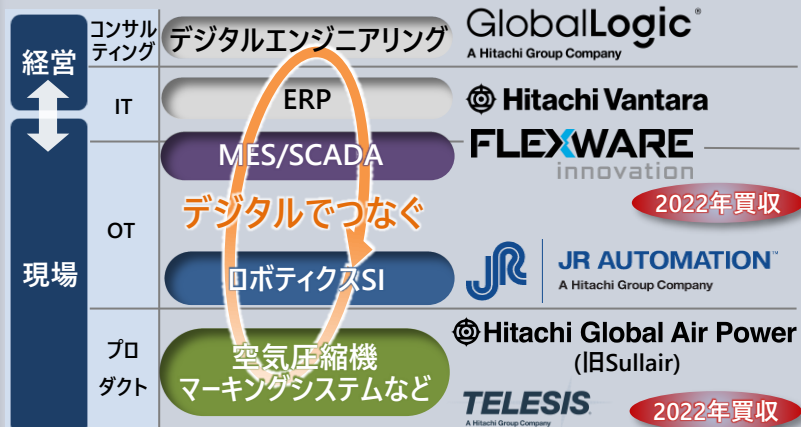 経営
現場
コンサル
ティング
デジタルエンジニアリング
GlobalLogic®
A Hitachi Group Company
IT
ERP
Hitachi Vantara
MES/SCADA
FLEXWARE
innovation
2022年買収
デジタルでつなぐ
OT
ロボティクスSI
JR
JR AUTOMATION™
A Hitachi Group Company
プロ
ダクト
空気圧縮機
マーキングシステムなど
Hitachi Global Air Power
(旧Sullair)
TELESIS
A Hitachi Group Company
2022年買収